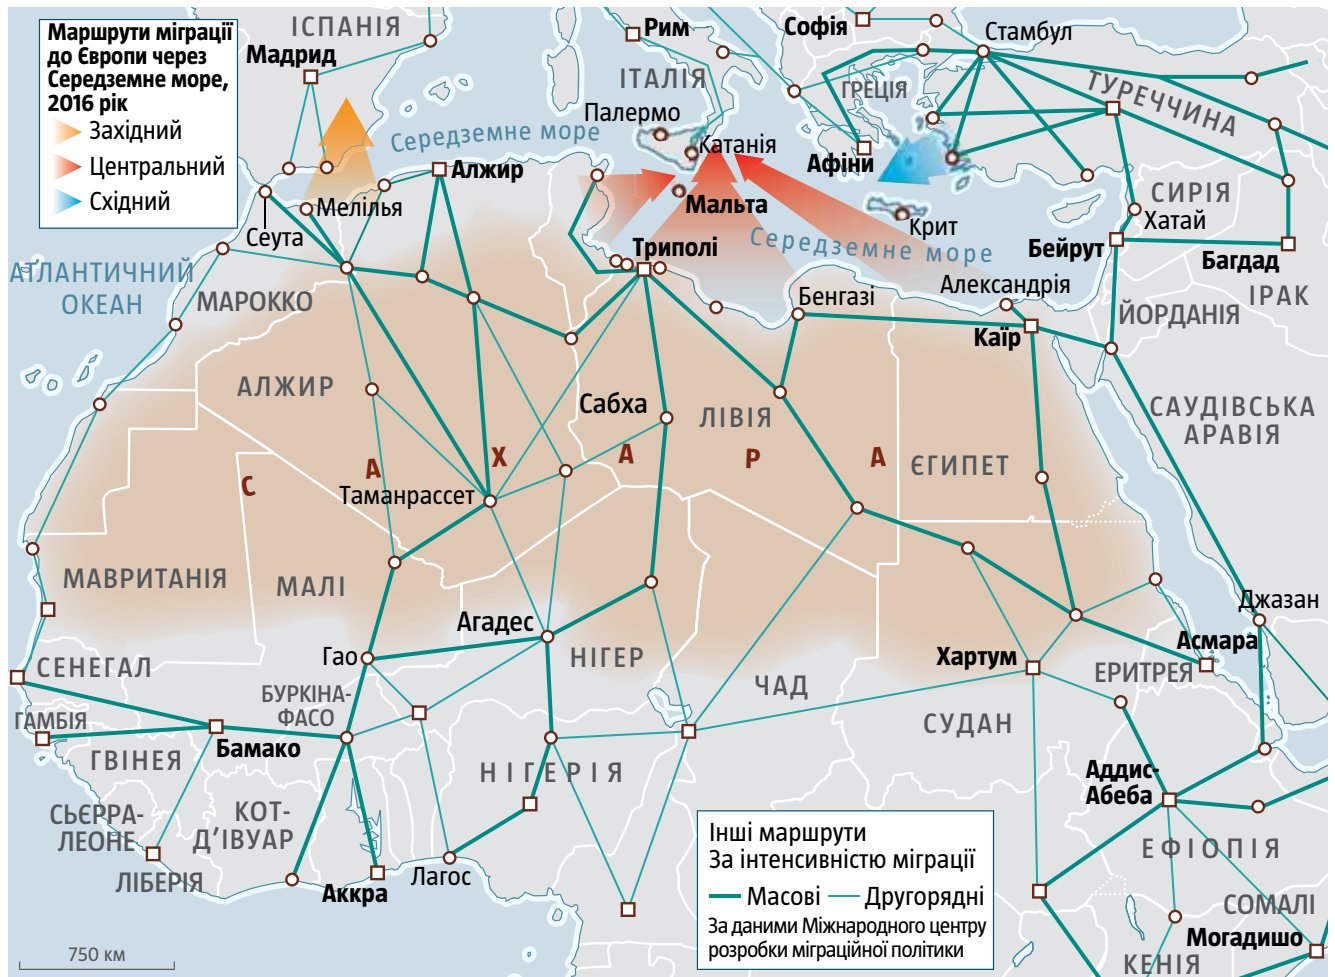 Маршрути міграції
до Європи через
Середземне море,
2016 рік
Західний
Центральний
Східний
ІСПАНІЯ
Мадрид
Рим
ІТАЛІЯ
Софія
Стамбул
ГРЕЦІЯ
ТУРЕЧЧИНА
Палермо
Катанія
Середземне море
Афіни
Алжир
Мелілья
Сеута
Мальта
Крит
СИРІЯ
Хатай
Бейрут
Багдад
ІРАК
Триполі
Середземне море
АТЛАНТИЧНИЙ
ОКЕАН
МАРОККО
Бенгазі
Александрія
Каїр
ЙОРДАНІЯ
АЛЖИР
Сабха
ЛІВІЯ
САУДІВСЬКА
АРАВІЯ
САХАРА
ЄГИПЕТ
Таманрассет
МАВРИТАНІЯ
МАЛІ
Агадес
Джазан
Гао
НІГЕР
Хартум
Асмара
ЕРИТРЕЯ
СЕНЕГАЛ
БУРКІНА-
ФАСО
ЧАД
СУДАН
ГАМБІЯ
ГВІНЕЯ
Бамако
НІГЕРІЯ
Аддис-
Абеба
СЬЄРРА-
ЛЕОНЕ
КОТ-
Д’ІВУАР
ЕФІОПІЯ
ЛІБЕРІЯ
Аккра
Лагос
СОМАЛІ
Могадишо
КЕНІЯ
Інші маршрути
За інтенсивністю міграції
Масові
Другорядні
За даними Міжнародного центру
розробки міграційної політики
750 км